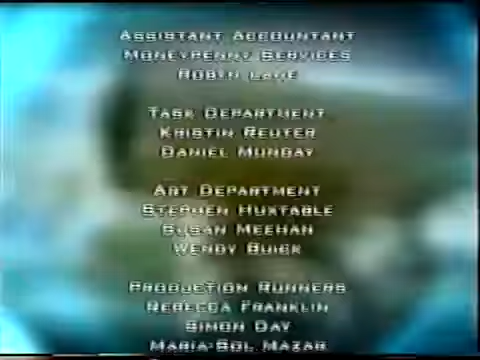 Assistant Accountant
Moneypenny Services
Robyn Lake
Task Department
Kristin Reuter
Daniel Munday
Art Department
Stephen Huxtable
Susan Meehan
Wendy Buick
Production Runners
Rebecca Franklin
Simon Day
Maria-Sol Mazar